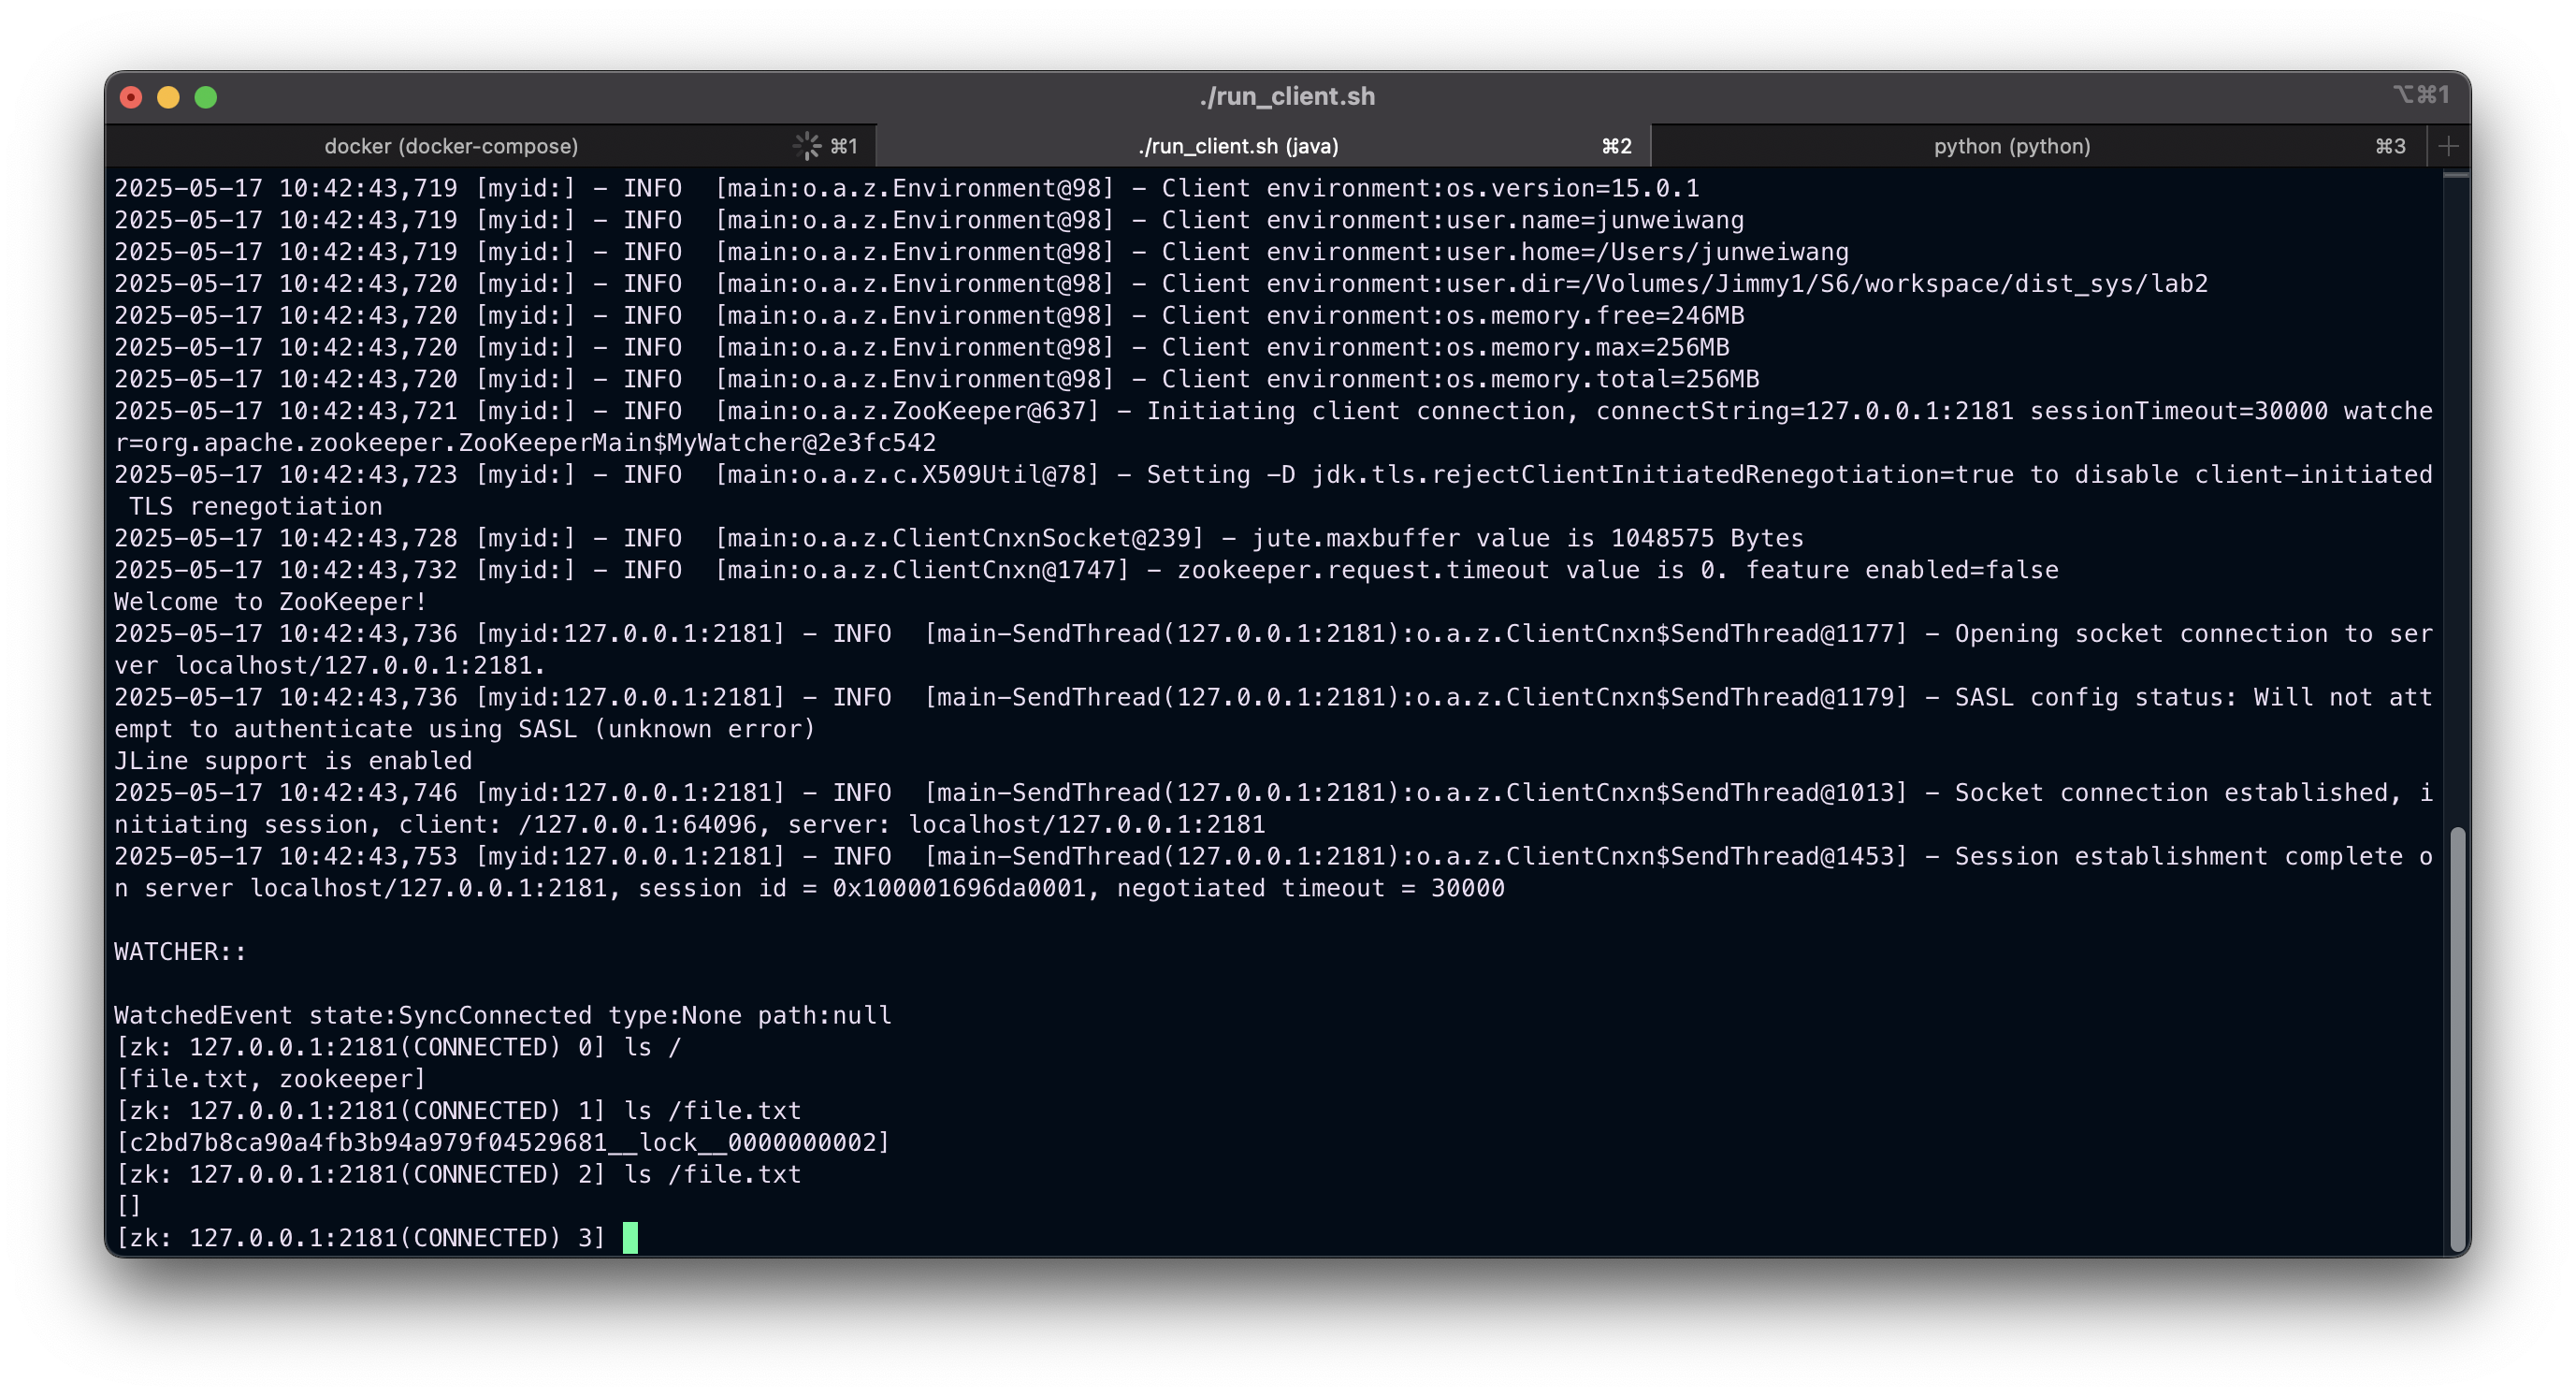 ./run_client.sh
⌥⌘1
docker (docker-compose) ⌘1
./run_client.sh (java) ⌘2
python (python) ⌘3
2025-05-17 10:42:43,719 [myid:] - INFO  [main:o.a.z.Environment@98] - Client environment:os.version=15.0.1
2025-05-17 10:42:43,719 [myid:] - INFO  [main:o.a.z.Environment@98] - Client environment:user.name=junweiwang
2025-05-17 10:42:43,719 [myid:] - INFO  [main:o.a.z.Environment@98] - Client environment:user.home=/Users/junweiwang
2025-05-17 10:42:43,720 [myid:] - INFO  [main:o.a.z.Environment@98] - Client environment:user.dir=/Volumes/Jimmy1/S6/workspace/dist_sys/lab2
2025-05-17 10:42:43,720 [myid:] - INFO  [main:o.a.z.Environment@98] - Client environment:os.memory.free=246MB
2025-05-17 10:42:43,720 [myid:] - INFO  [main:o.a.z.Environment@98] - Client environment:os.memory.max=256MB
2025-05-17 10:42:43,720 [myid:] - INFO  [main:o.a.z.Environment@98] - Client environment:os.memory.total=256MB
2025-05-17 10:42:43,721 [myid:] - INFO  [main:o.a.z.ZooKeeper@637] - Initiating client connection, connectString=127.0.0.1:2181 sessionTimeout=30000 watche
r=org.apache.zookeeper.ZooKeeperMain$MyWatcher@2e3fc542
2025-05-17 10:42:43,723 [myid:] - INFO  [main:o.a.z.c.X509Util@78] - Setting -D jdk.tls.rejectClientInitiatedRenegotiation=true to disable client-initiated
 TLS renegotiation
2025-05-17 10:42:43,728 [myid:] - INFO  [main:o.a.z.ClientCnxnSocket@239] - jute.maxbuffer value is 1048575 Bytes
2025-05-17 10:42:43,732 [myid:] - INFO  [main:o.a.z.ClientCnxn@1747] - zookeeper.request.timeout value is 0. feature enabled=false
Welcome to ZooKeeper!
2025-05-17 10:42:43,736 [myid:127.0.0.1:2181] - INFO  [main-SendThread(127.0.0.1:2181):o.a.z.ClientCnxn$SendThread@1177] - Opening socket connection to ser
ver localhost/127.0.0.1:2181.
2025-05-17 10:42:43,736 [myid:127.0.0.1:2181] - INFO  [main-SendThread(127.0.0.1:2181):o.a.z.ClientCnxn$SendThread@1179] - SASL config status: Will not att
empt to authenticate using SASL (unknown error)
JLine support is enabled
2025-05-17 10:42:43,746 [myid:127.0.0.1:2181] - INFO  [main-SendThread(127.0.0.1:2181):o.a.z.ClientCnxn$SendThread@1013] - Socket connection established, i
nitiating session, client: /127.0.0.1:64096, server: localhost/127.0.0.1:2181
2025-05-17 10:42:43,753 [myid:127.0.0.1:2181] - INFO  [main-SendThread(127.0.0.1:2181):o.a.z.ClientCnxn$SendThread@1453] - Session establishment complete o
n server localhost/127.0.0.1:2181, session id = 0x100001696da0001, negotiated timeout = 30000
WATCHER::
WatchedEvent state:SyncConnected type:None path:null
[zk: 127.0.0.1:2181(CONNECTED) 0] ls /
[file.txt, zookeeper]
[zk: 127.0.0.1:2181(CONNECTED) 1] ls /file.txt
[c2bd7b8ca90a4fb3b94a979f04529681__lock__0000000002]
[zk: 127.0.0.1:2181(CONNECTED) 2] ls /file.txt
[]
[zk: 127.0.0.1:2181(CONNECTED) 3]